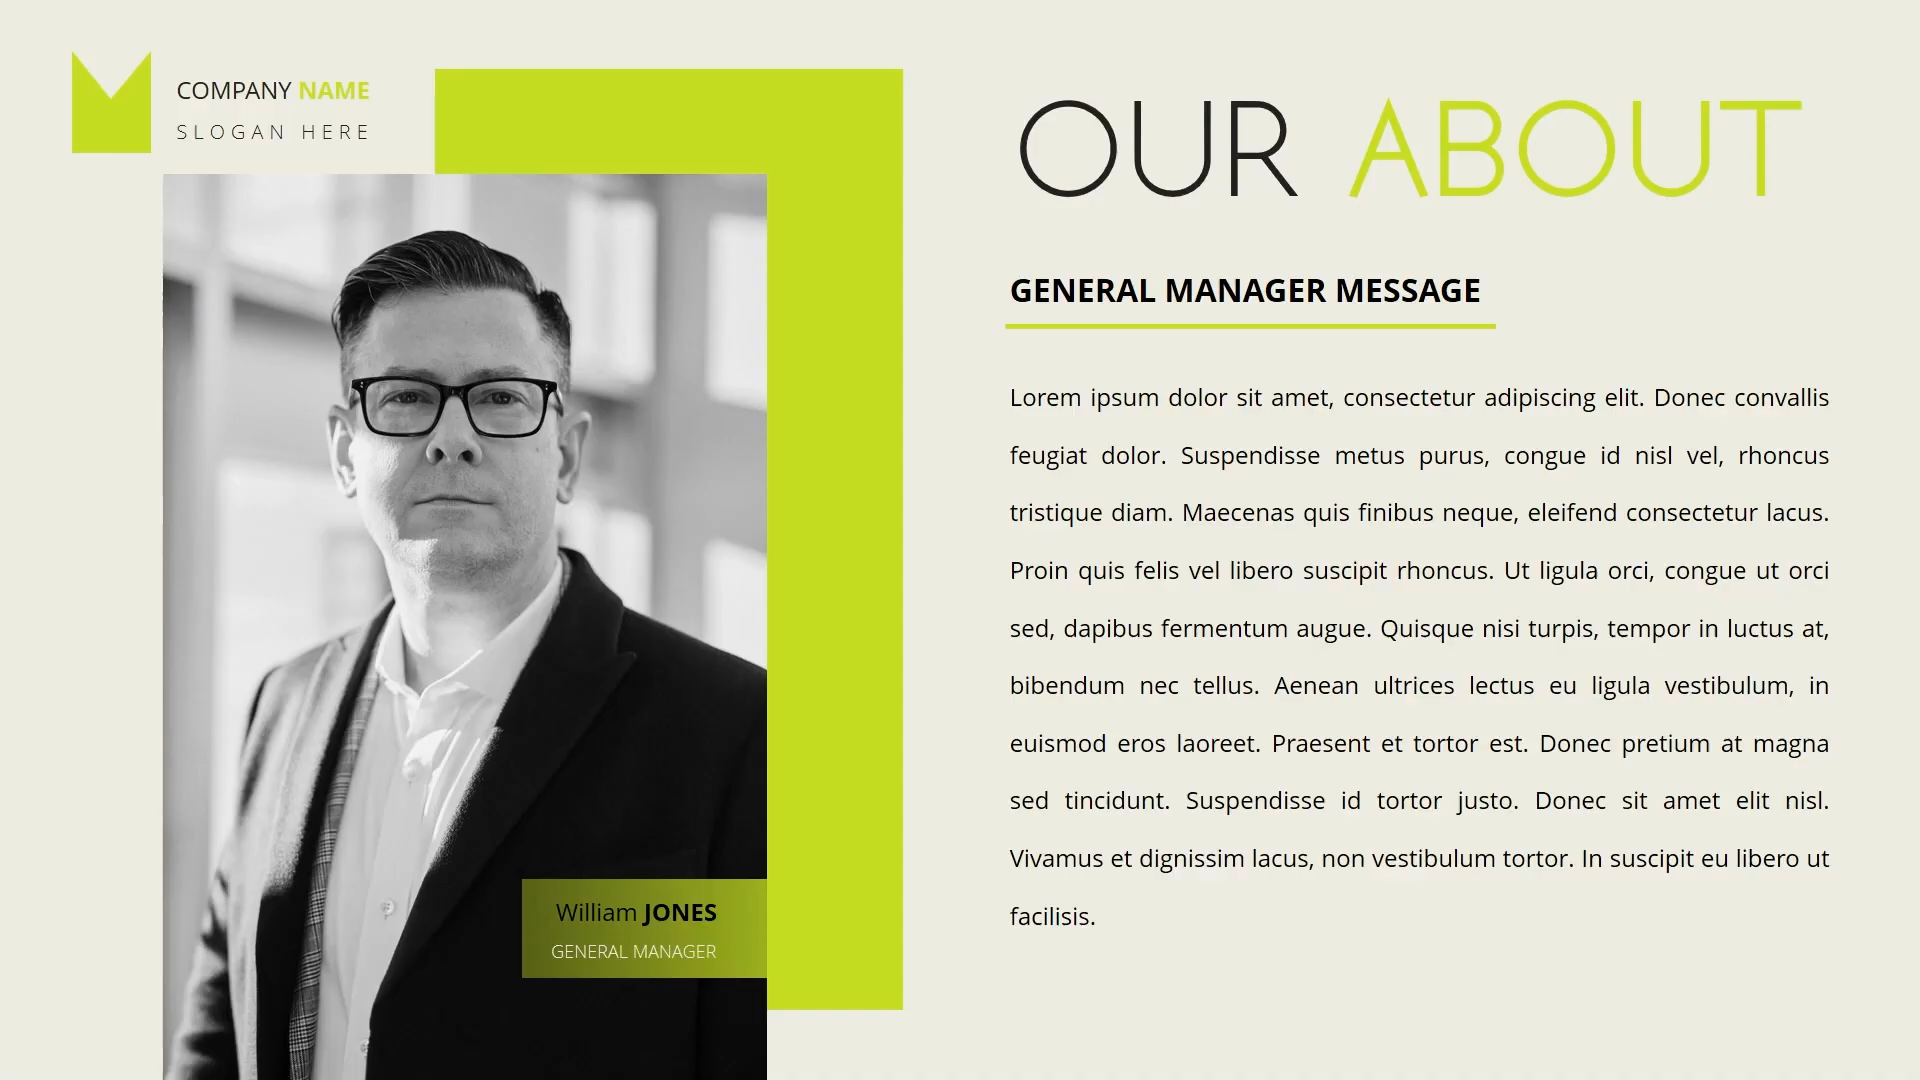 COMPANY NAME
SLOGAN HERE
OUR ABOUT
GENERAL MANAGER MESSAGE
Lorem ipsum dolor sit amet, consectetur adipiscing elit. Donec convallis
feugiat dolor. Suspendisse metus purus, congue id nisl vel, rhoncus
tristique diam. Maecenas quis finibus neque, eleifend consectetur lacus.
Proin quis felis vel libero suscipit rhoncus. Ut ligula orci, congue ut orci
sed, dapibus fermentum augue. Quisque nisi turpis, tempor in luctus at,
bibendum nec tellus. Aenean ultrices lectus eu ligula vestibulum, in
euismod eros laoreet. Praesent et tortor est. Donec pretium at magna
sed tincidunt. Suspendisse id tortor justo. Donec sit amet elit nisl.
Vivamus et dignissim lacus, non vestibulum tortor. In suscipit eu libero ut
facilisis.
William JONES
GENERAL MANAGER